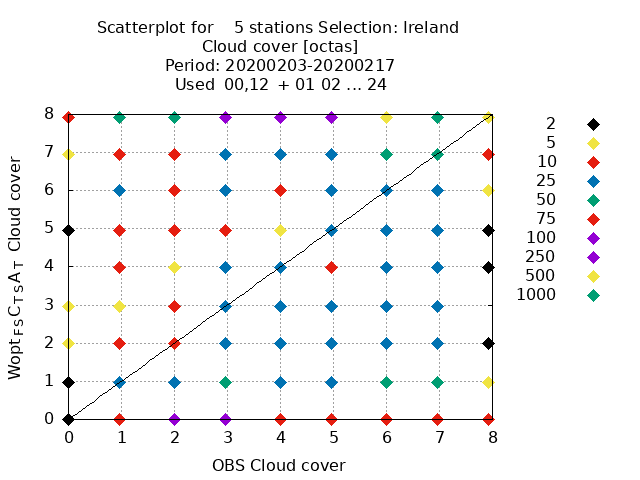 Scatterplot for 5 stations Selection: Ireland
Cloud cover [octas]
Period: 20200203-20200217
Used 00,12 + 01 02 ... 24
Wopt FS C TS A T Cloud cover
8
7
6
5
4
3
2
1
0
0 1 2 3 4 5 6 7 8
OBS Cloud cover
2
5
10
25
50
75
100
250
500
1000